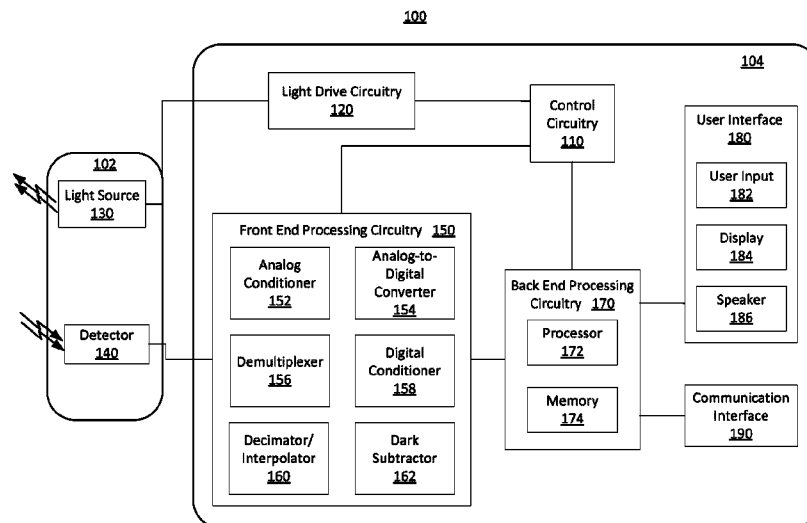 100
104
Light Drive Circuitry
120
Control
Circuitry
110
User Interface
180
User Input
182
Display
184
Speaker
186
102
Light Source
130
Detector
140
Front End Processing Circuitry 150
Analog
Conditioner
152
Analog-to-
Digital
Converter
154
Demultiplexer
156
Digital
Conditioner
158
Decimator/
Interpolator
160
Dark
Subtractor
162
Back End Processing
Circuitry 170
Processor
172
Memory
174
Communication
Interface
190